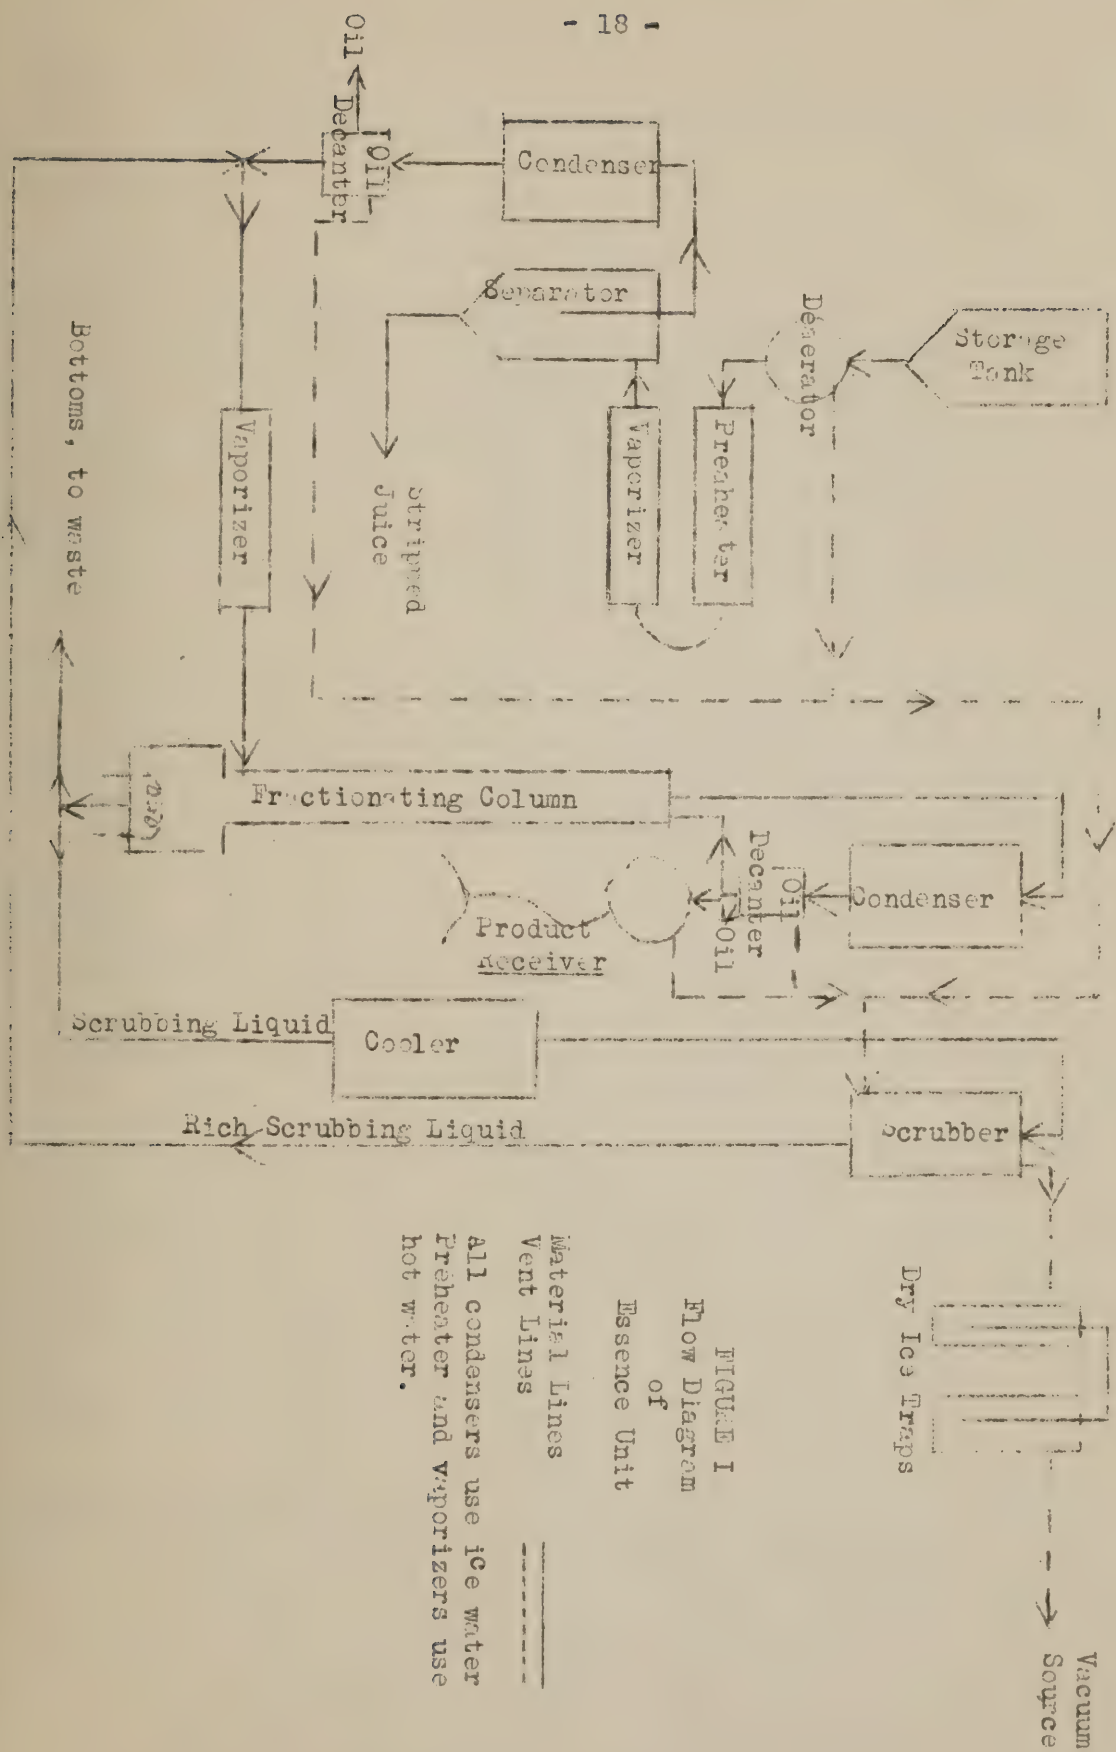 - 18 -
Oil
Oil
Decanter
Condenser
Separator
Deaerator
Storage
Tank
Preheater
Vaporizer
Stripped
Juice
Vaporizer
Bottoms, to waste
Fractionating Column
Condenser
Oil
Decanter
Oil
Product
Receiver
Scrubbing Liquid
Cooler
Rich Scrubbing Liquid
Scrubber
Dry Ice Traps
Vacuum
Source
FIGURE I
Flow Diagram
of
Essence Unit
Material Lines
Vent Lines
All condensers use ice water
Preheater and vaporizers use
hot water.